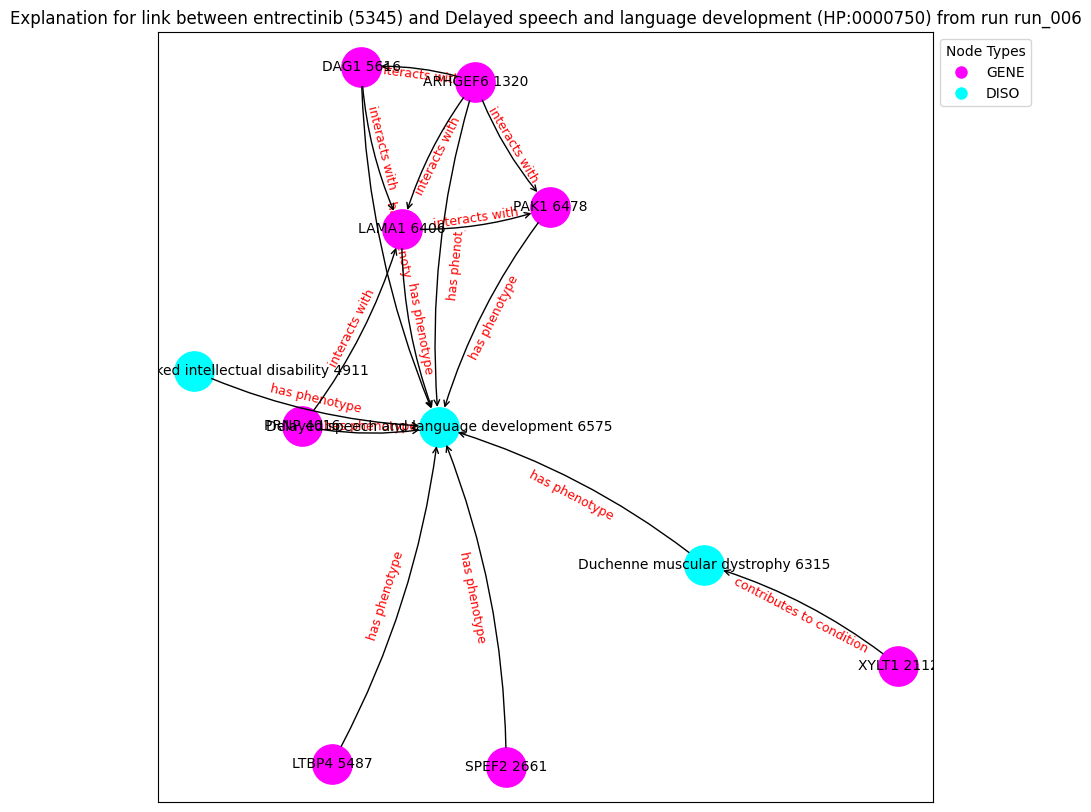 Explanation for link between entrectinib (5345) and Delayed speech and language development (HP:0000750) from run run_006
Node Types
GENE
DISO
DAG1 5616
interacts with
ARHGEF6 1320
interacts with
interacts with
interacts with
PAK1 6478
LAMA1 6406
interacts with
has phenotype
has phenotype
interacts with
intellectual disability 4911
has phenotype
PRNP 4016
has phenotype
Delayed speech and language development 6575
has phenotype
Duchenne muscular dystrophy 6315
contributes to condition
has phenotype
has phenotype
XYLT1 2112
LTBP4 5487
SPEF2 2661